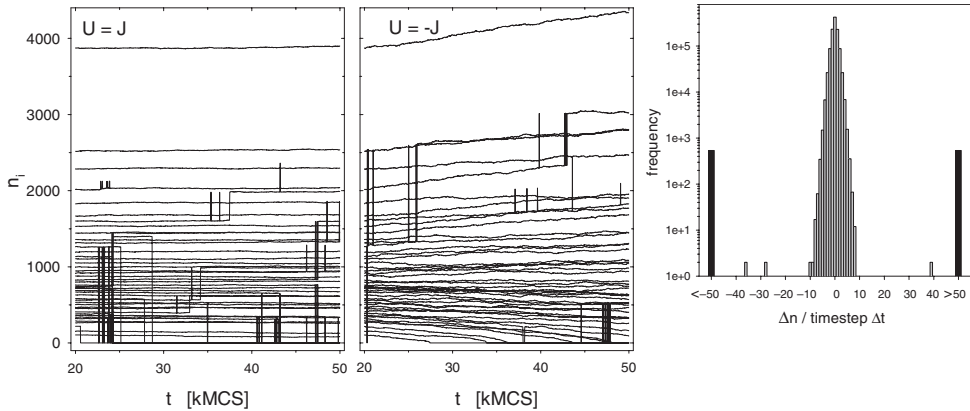 U = J
U = -J
n_i
4000
3000
2000
1000
0
20 30 40 50
20 30 40 50
t [kMCS]
t [kMCS]
frequency
1e+5
1e+4
1e+3
1e+2
1e+1
1e+0
<−50 −30 −20 −10 0 10 20 30 >50
−40 40
Δn / timestep Δt